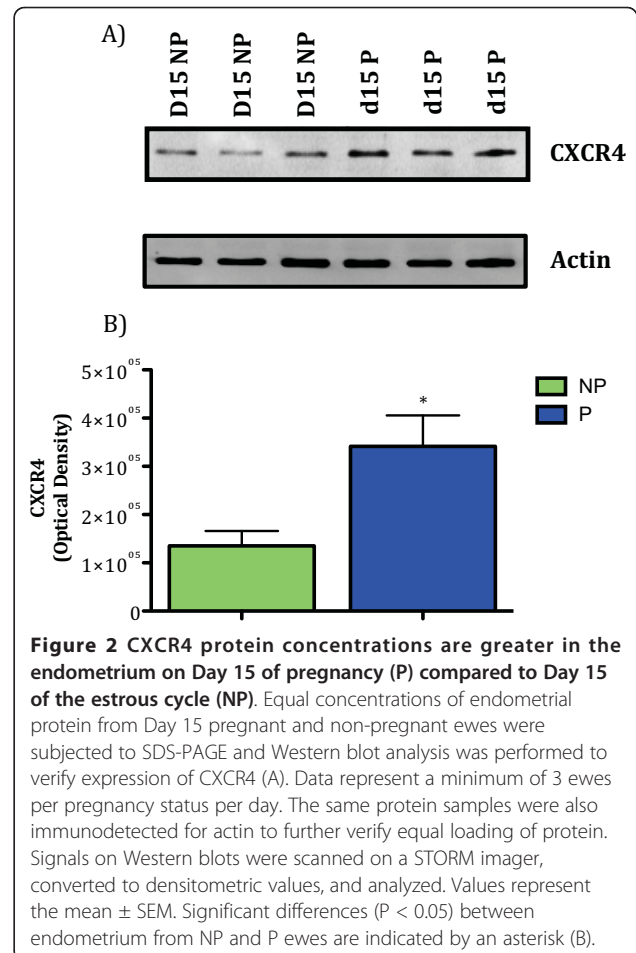 A)
D15 NP
D15 NP
D15 NP
d15 P
d15 P
d15 P
CXCR4
Actin
B)
5×10⁰⁵
4×10⁰⁵
3×10⁰⁵
2×10⁰⁵
1×10⁰⁵
0
CXCR4
(Optical Density)
*
NP
P
Figure 2 CXCR4 protein concentrations are greater in the
endometrium on Day 15 of pregnancy (P) compared to Day 15
of the estrous cycle (NP). Equal concentrations of endometrial
protein from Day 15 pregnant and non-pregnant ewes were
subjected to SDS-PAGE and Western blot analysis was performed to
verify expression of CXCR4 (A). Data represent a minimum of 3 ewes
per pregnancy status per day. The same protein samples were also
immunodetected for actin to further verify equal loading of protein.
Signals on Western blots were scanned on a STORM imager,
converted to densitometric values, and analyzed. Values represent
the mean ± SEM. Significant differences (P < 0.05) between
endometrium from NP and P ewes are indicated by an asterisk (B).